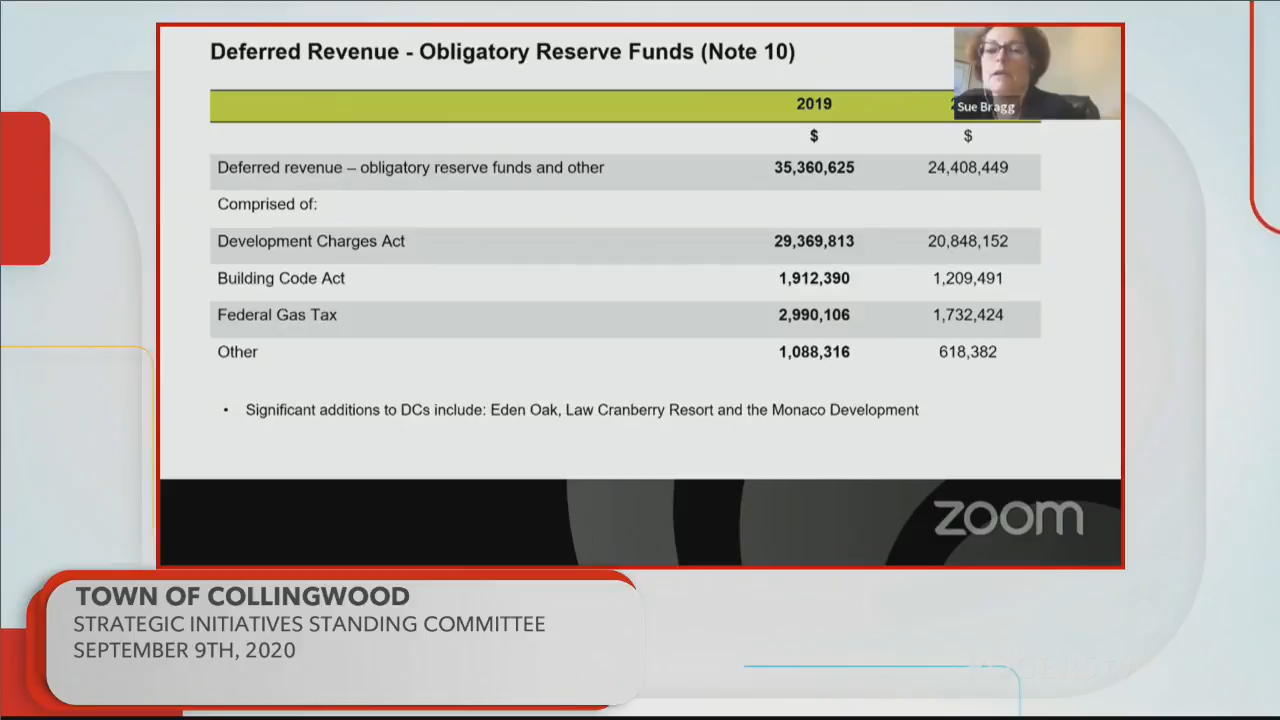 Deferred Revenue - Obligatory Reserve Funds (Note 10)
Sue Bragg
2019
$ $
Deferred revenue – obligatory reserve funds and other 35,360,625 24,408,449
Comprised of:
Development Charges Act 29,369,813 20,848,152
Building Code Act 1,912,390 1,209,491
Federal Gas Tax 2,990,106 1,732,424
Other 1,088,316 618,382
• Significant additions to DCs include: Eden Oak, Law Cranberry Resort and the Monaco Development
zoom
TOWN OF COLLINGWOOD
STRATEGIC INITIATIVES STANDING COMMITTEE
SEPTEMBER 9TH, 2020